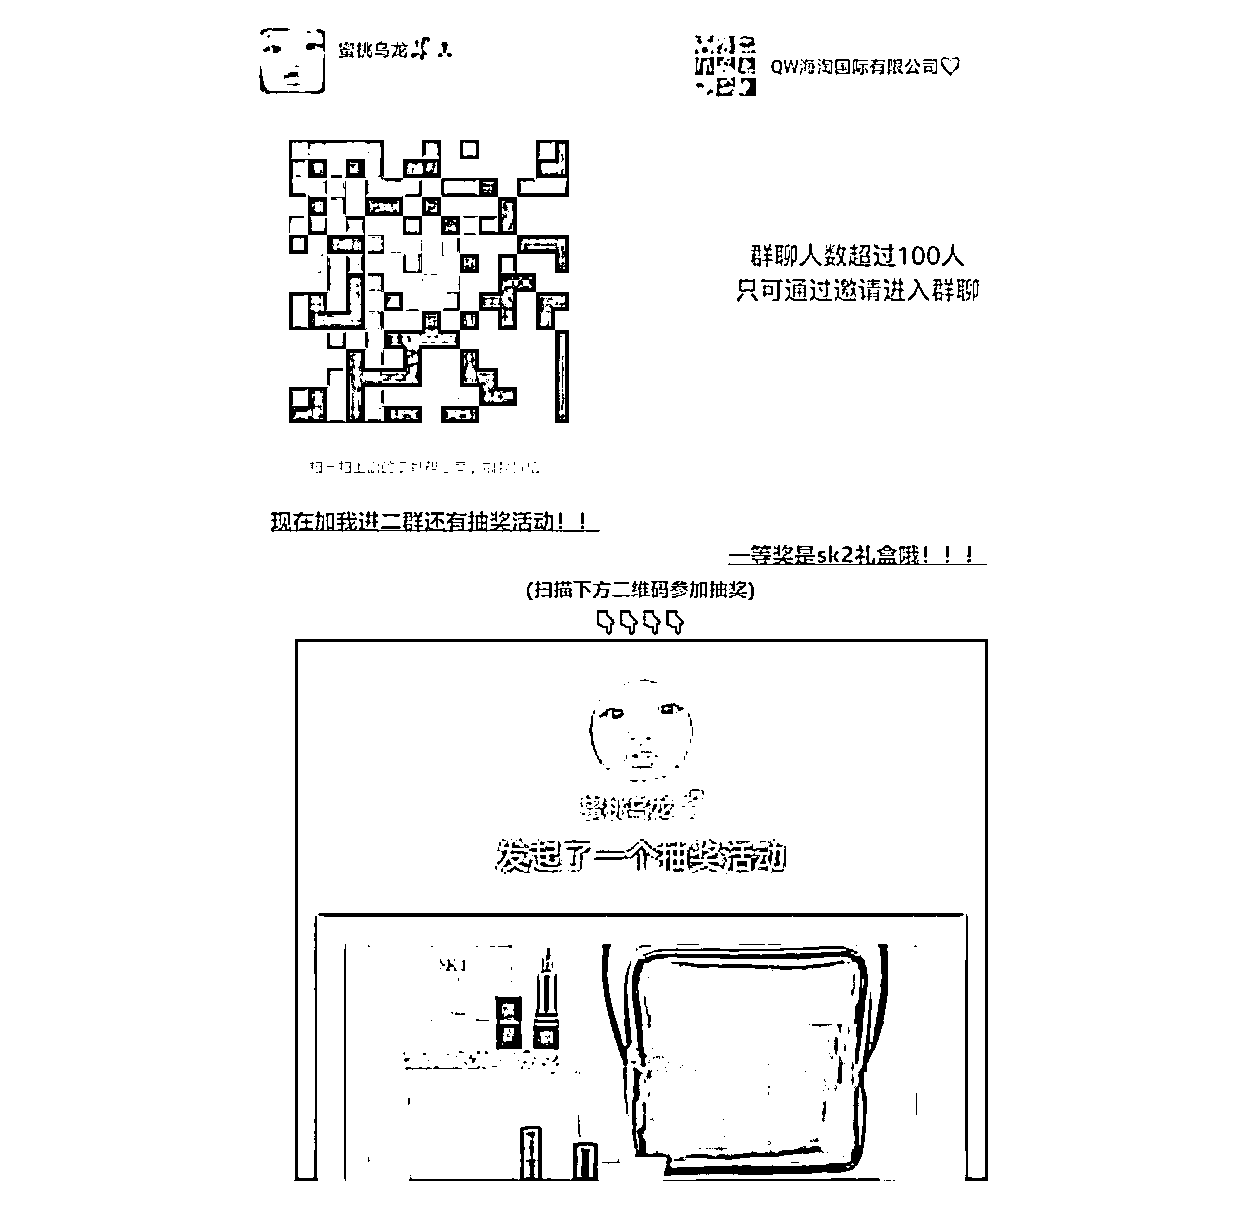 蜜桃乌龙
QW海淘国际有限公司♡
群聊人数超过100人
只可通过邀请进入群聊
现在加我进二群还有抽奖活动！！
一等奖是sk2礼盒哦！！！
(扫描下方二维码参加抽奖)
👇👇👇👇
蜜桃乌龙
发起了一个抽奖活动